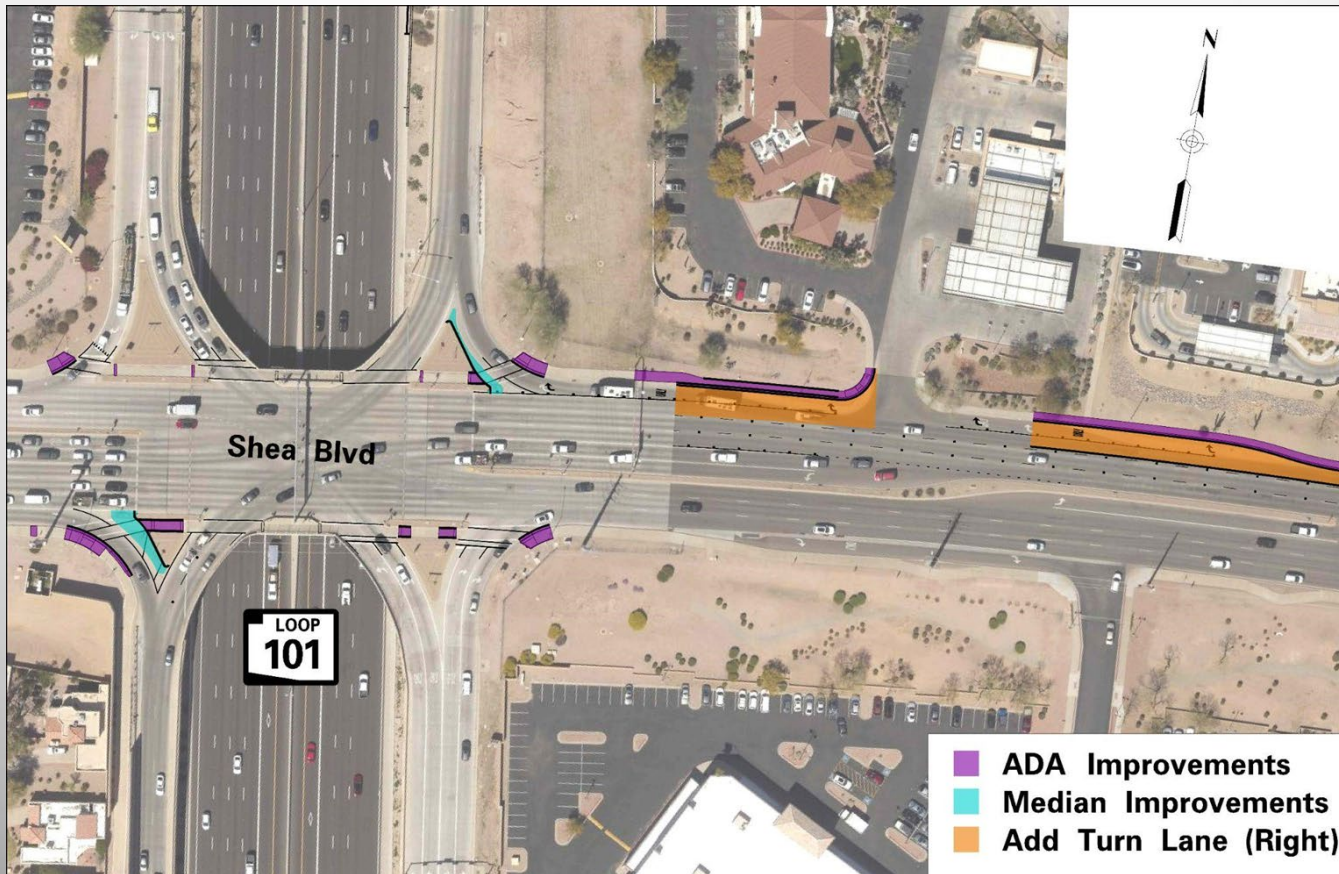 N
Shea Blvd
LOOP
101
ADA Improvements
Median Improvements
Add Turn Lane (Right)